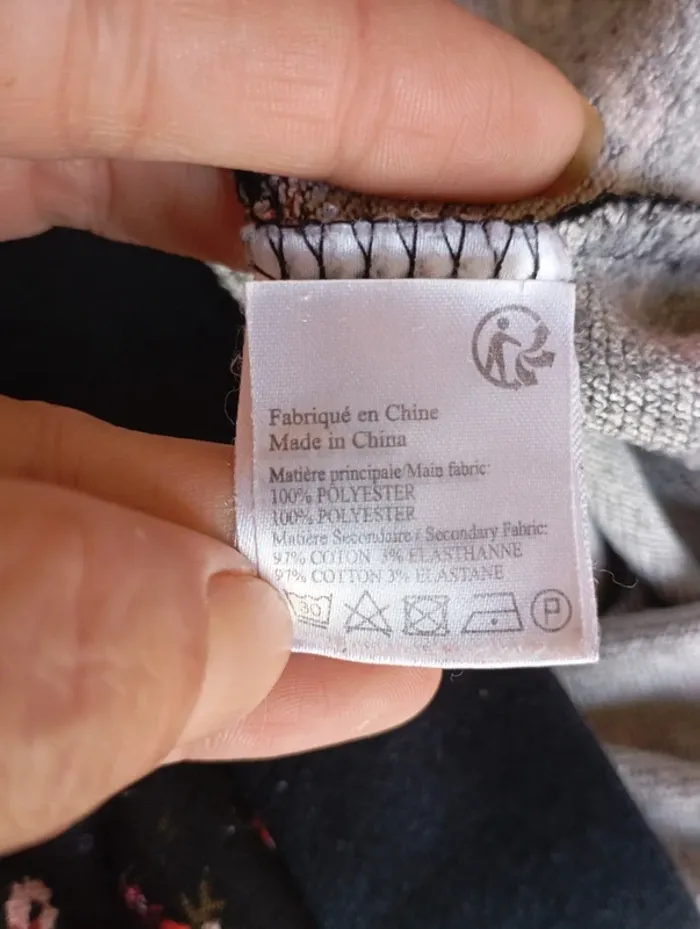 Fabriqué en Chine
Made in China
Matière principale/Main fabric:
100% POLYESTER
100% POLYESTER
Matière Secondaire / Secondary Fabric:
97% COTON 3% ELASTHANNE
97% COTTON 3% ELASTANE
30
P